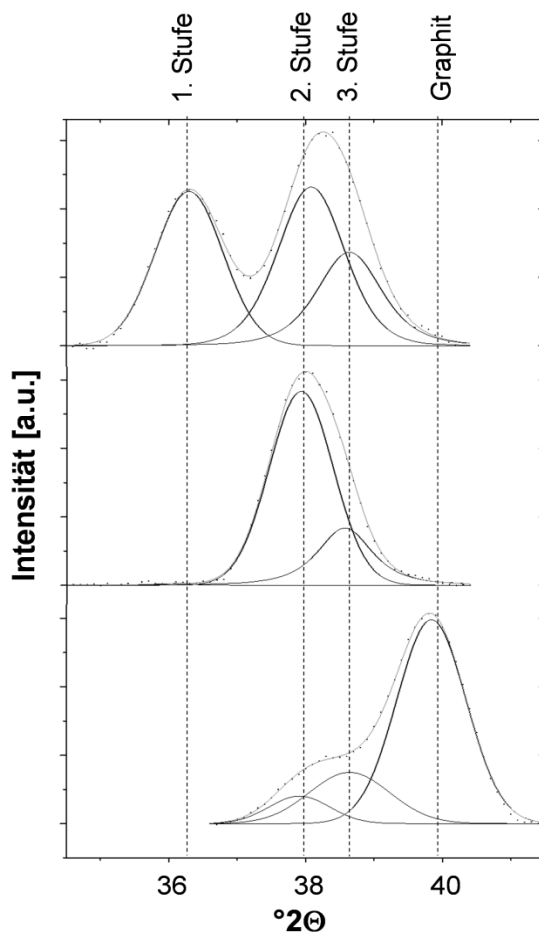 1. Stufe
2. Stufe
3. Stufe
Graphit
Intensität [a.u.]
36
38
40
°2Θ